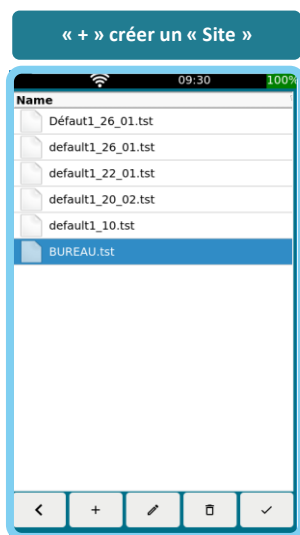 « + » créer un « Site »
09:30 100%
Name
Défaut1_26_01.tst
default1_26_01.tst
default1_22_01.tst
default1_20_02.tst
default1_10.tst
BUREAU.tst
+